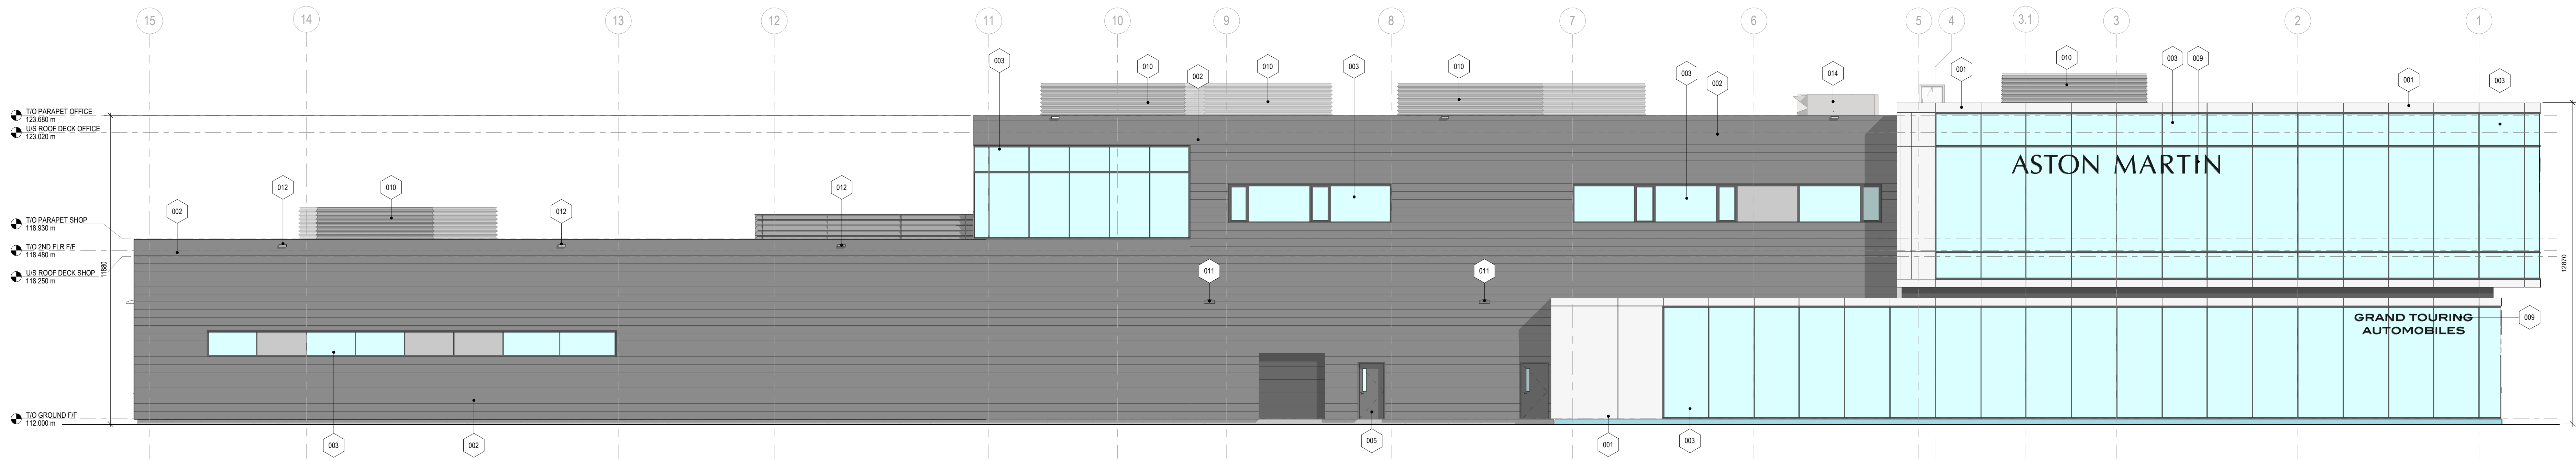 15 14 13 12 11 10 9 8 7 6 5 4 3.1 3 2 1
003 010 002 010 003 010 003 002 014 001 010 003 009 001 003
T/O PARAPET OFFICE
123.680 m
U/S ROOF DECK OFFICE
123.020 m
ASTON MARTIN
002 012 010 012 012
T/O PARAPET SHOP
118.930 m
T/O 2ND FLR F/F
118.480 m
U/S ROOF DECK SHOP
118.250 m
11880
011 011
12870
GRAND TOURING
AUTOMOBILES
009
T/O GROUND F/F
112.000 m
003 002 005 001 003